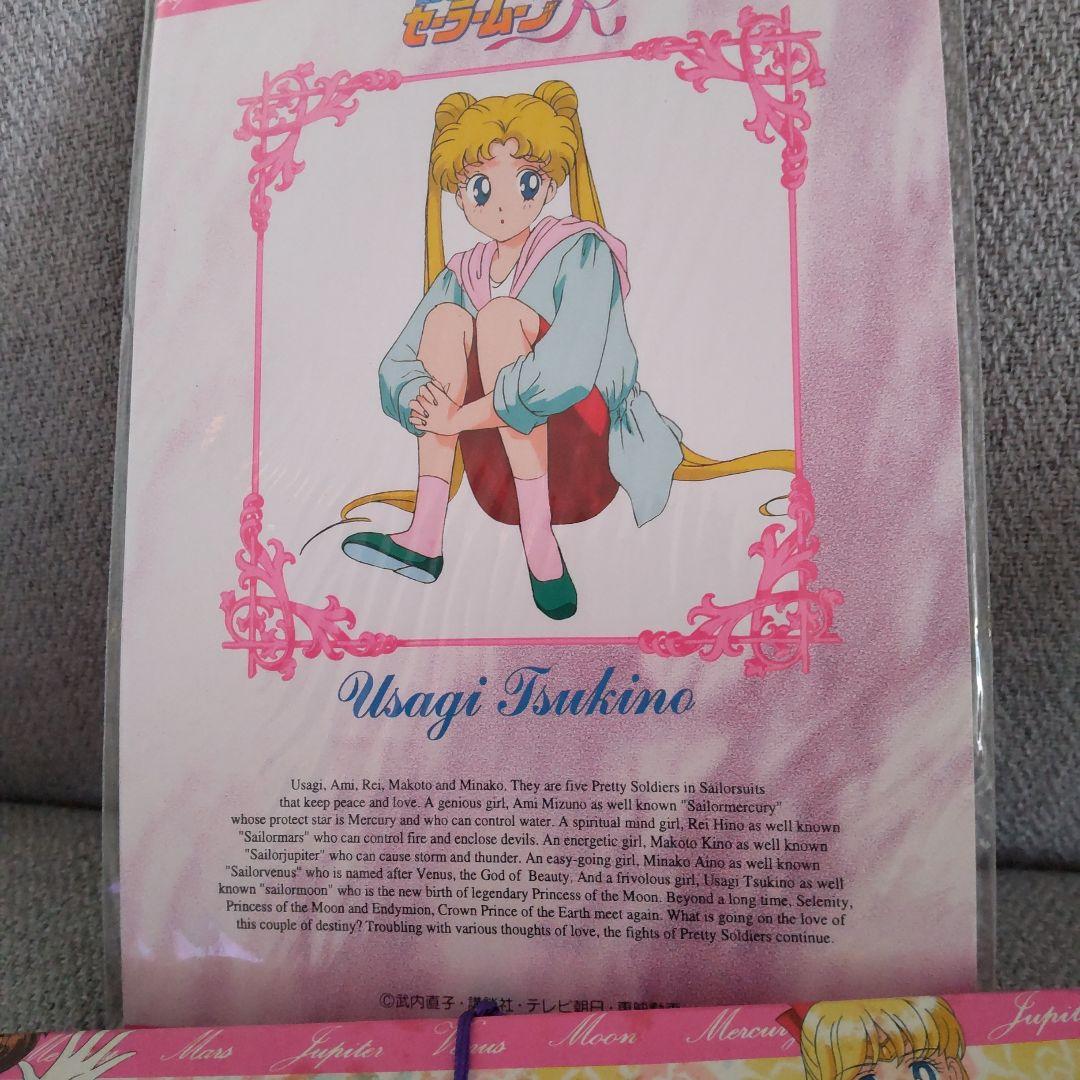 セーラームーンR
Usagi Tsukino
Usagi, Ami, Rei, Makoto and Minako. They are five Pretty Soldiers in Sailorsuits
that keep peace and love. A genious girl, Ami Mizuno as well known "Sailormercury"
whose protect star is Mercury and who can control water. A spiritual mind girl, Rei Hino as well known
"Sailormars" who can control fire and enclose devils. An energetic girl, Makoto Kino as well known
"Sailorjupiter" who can cause storm and thunder. An easy-going girl, Minako Aino as well known
"Sailorvenus" who is named after Venus, the God of Beauty. And a frivolous girl, Usagi Tsukino as well
known "sailormoon" who is the new birth of legendary Princess of the Moon. Beyond a long time, Selenity,
Princess of the Moon and Endymion, Crown Prince of the Earth meet again. What is going on the love of
this couple of destiny? Troubling with various thoughts of love, the fights of Pretty Soldiers continue.
©武内直子・講談社・テレビ朝日・東映動画
Mars Jupiter Venus Moon Mercury Jupit